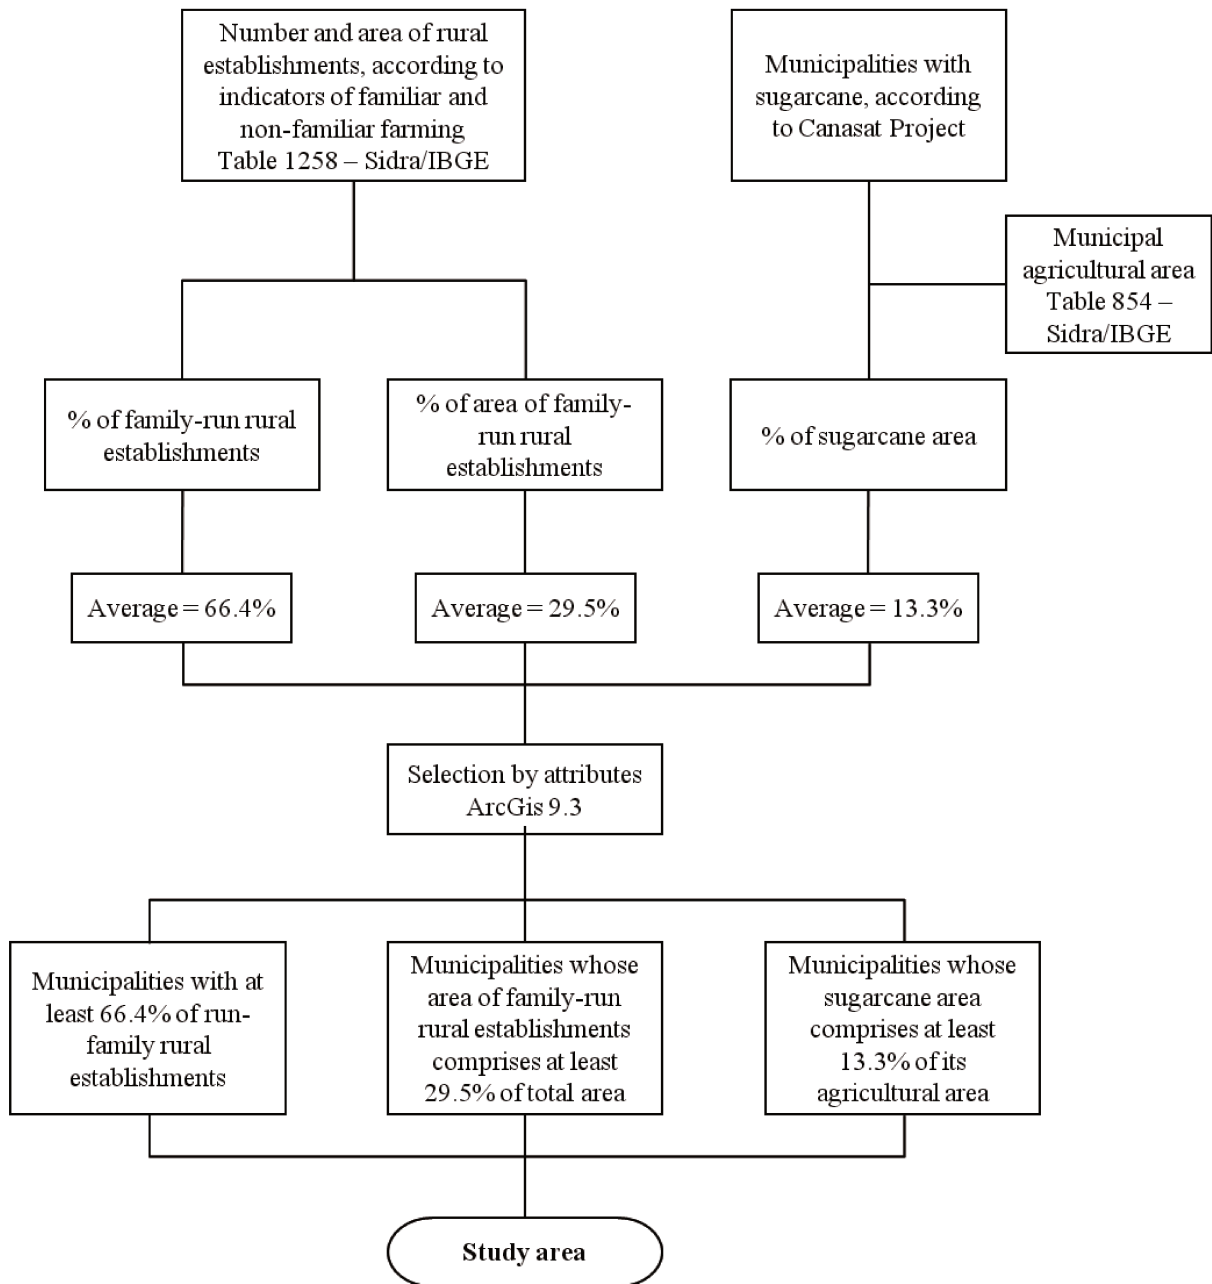 Number and area of rural
establishments, according to
indicators of familiar and
non-familiar farming
Table 1258 – Sidra/IBGE
Municipalities with
sugarcane, according
to Canasat Project
Municipal
agricultural area
Table 854 –
Sidra/IBGE
% of family-run rural
establishments
% of area of family-
run rural
establishments
% of sugarcane area
Average = 66.4%
Average = 29.5%
Average = 13.3%
Selection by attributes
ArcGis 9.3
Municipalities with at
least 66.4% of run-
family rural
establishments
Municipalities whose
area of family-run
rural establishments
comprises at least
29.5% of total area
Municipalities whose
sugarcane area
comprises at least
13.3% of its
agricultural area
Study area